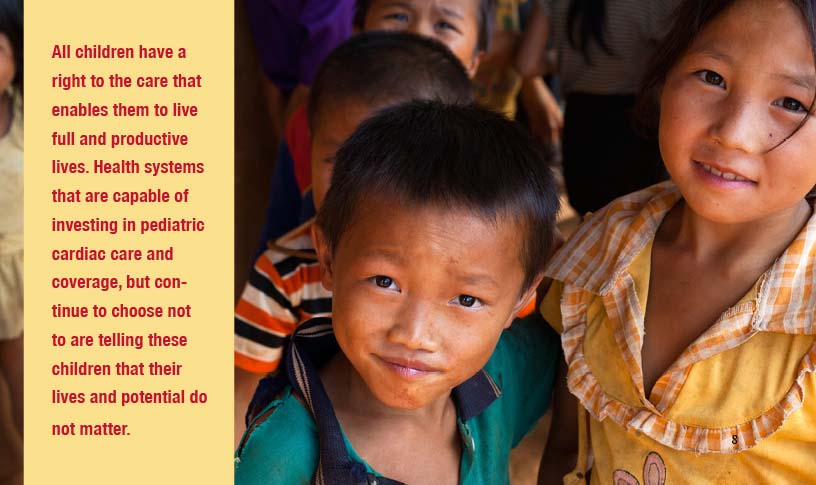 All children have a
right to the care that
enables them to live
full and productive
lives. Health systems
that are capable of
investing in pediatric
cardiac care and
coverage, but con-
tinue to choose not
to are telling these
children that their
lives and potential do
not matter.
8